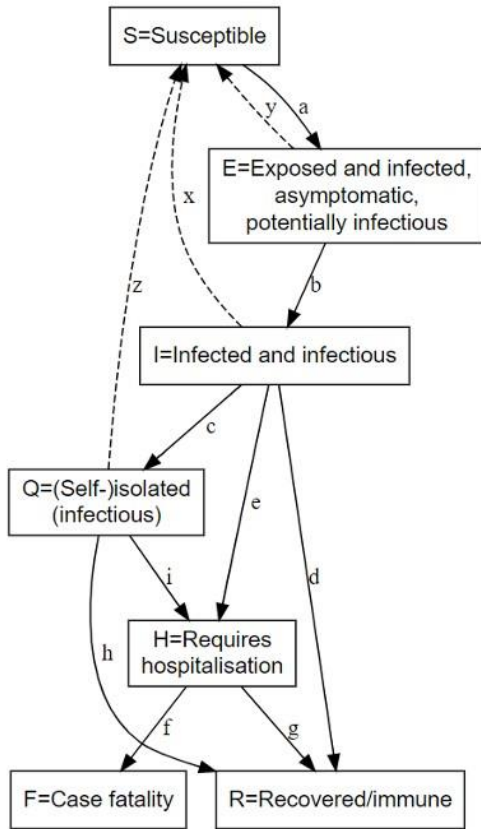 S=Susceptible
y
a
E=Exposed and infected,
asymptomatic,
potentially infectious
x
z
b
I=Infected and infectious
c
Q=(Self-)isolated
(infectious)
e
i
d
H=Requires
hospitalisation
h
f
g
F=Case fatality
R=Recovered/immune